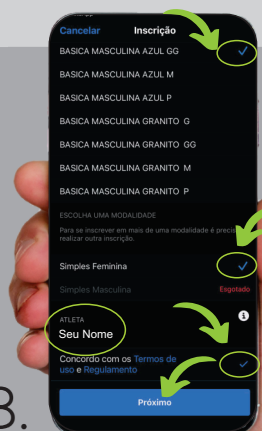 Cancelar Inscrição
BASICA MASCULINA AZUL GG
BASICA MASCULINA AZUL M
BASICA MASCULINA AZUL P
BASICA MASCULINA GRANITO G
BASICA MASCULINA GRANITO GG
BASICA MASCULINA GRANITO M
BASICA MASCULINA GRANITO P
ESCOLHA UMA MODALIDADE
Para se inscrever em mais de uma modalidade é precis
realizar outra inscrição.
Simples Feminina
Simples Masculina Esgotado
ATLETA
Seu Nome
Concordo com os Termos de
uso e Regulamento
Próximo
8.